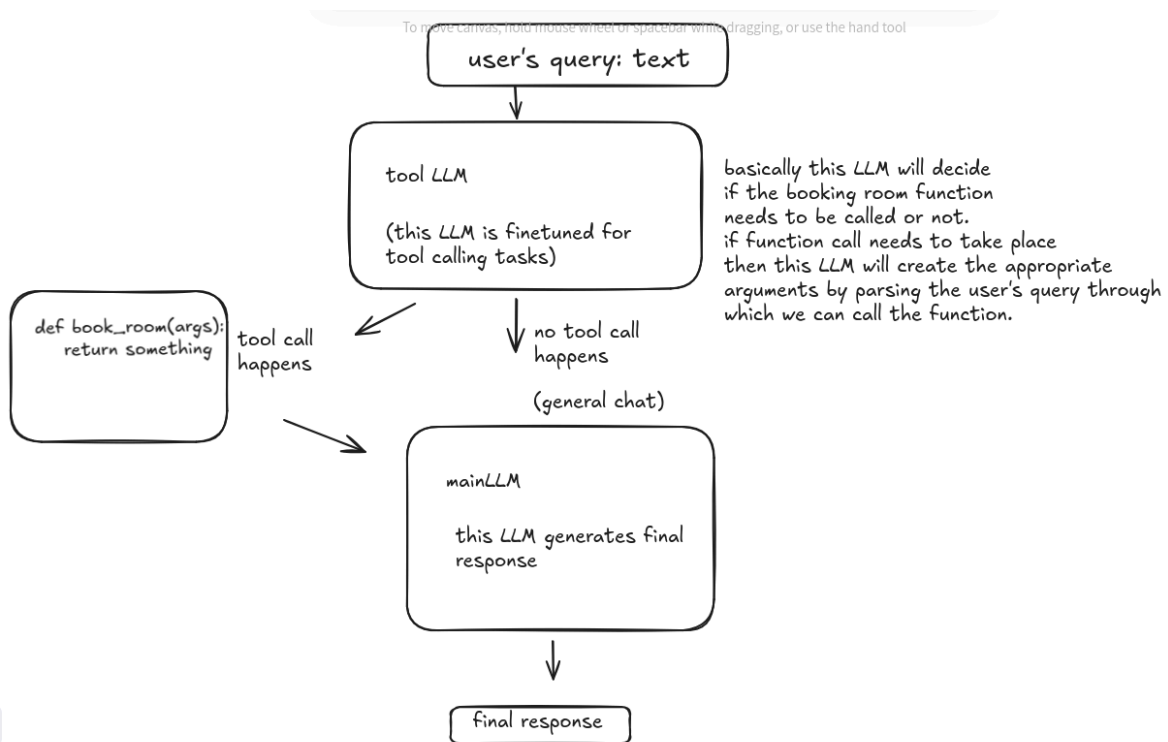 To move canvas, hold mouse wheel or spacebar while dragging, or use the hand tool
user's query: text
tool LLM
(this LLM is finetuned for
tool calling tasks)
basically this LLM will decide
if the booking room function
needs to be called or not.
if function call needs to take place
then this LLM will create the appropriate
arguments by parsing the user's query through
which we can call the function.
def book_room(args):
return something
tool call
happens
no tool call
happens
(general chat)
mainLLM
this LLM generates final
response
final response